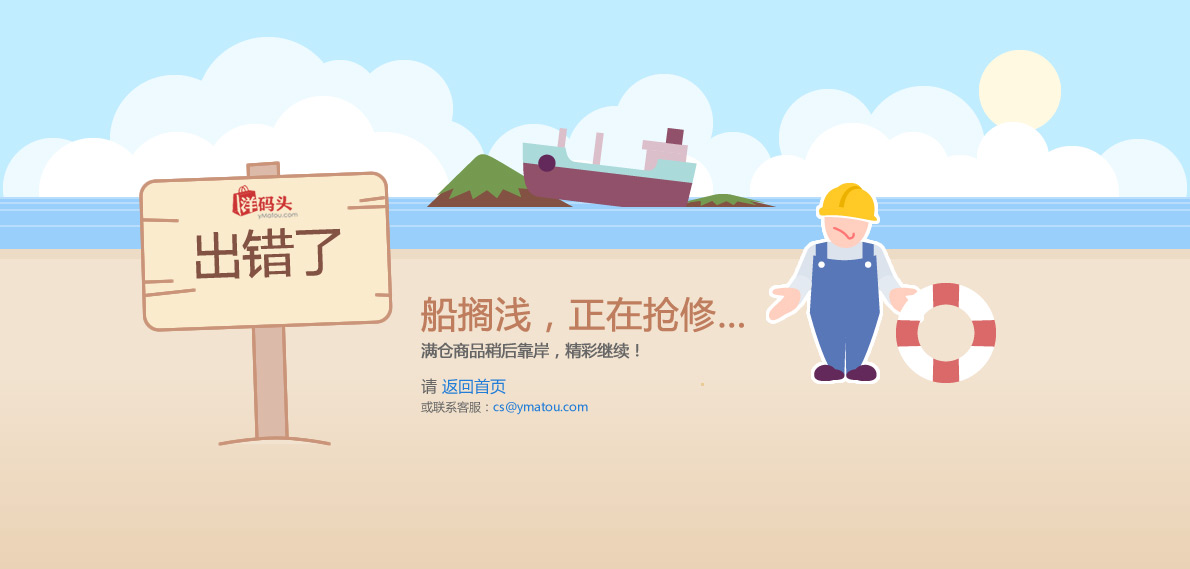 洋码头
yMatou.com
出错了
船搁浅，正在抢修...
满仓商品稍后靠岸，精彩继续！
请 返回首页
或联系客服：cs@ymatou.com